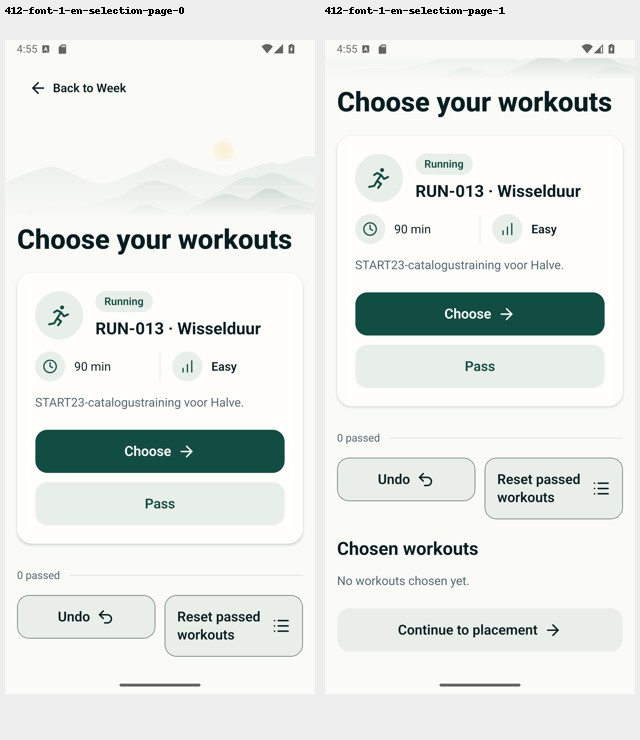 412-font-1-en-selection-page-0
4:55
Back to Week
Choose your workouts
Running
RUN-013 · Wisselduur
90 min
Easy
START23-catalogustraining voor Halve.
Choose
Pass
0 passed
Undo
Reset passed
workouts
412-font-1-en-selection-page-1
4:55
Choose your workouts
Running
RUN-013 · Wisselduur
90 min
Easy
START23-catalogustraining voor Halve.
Choose
Pass
0 passed
Undo
Reset passed
workouts
Chosen workouts
No workouts chosen yet.
Continue to placement